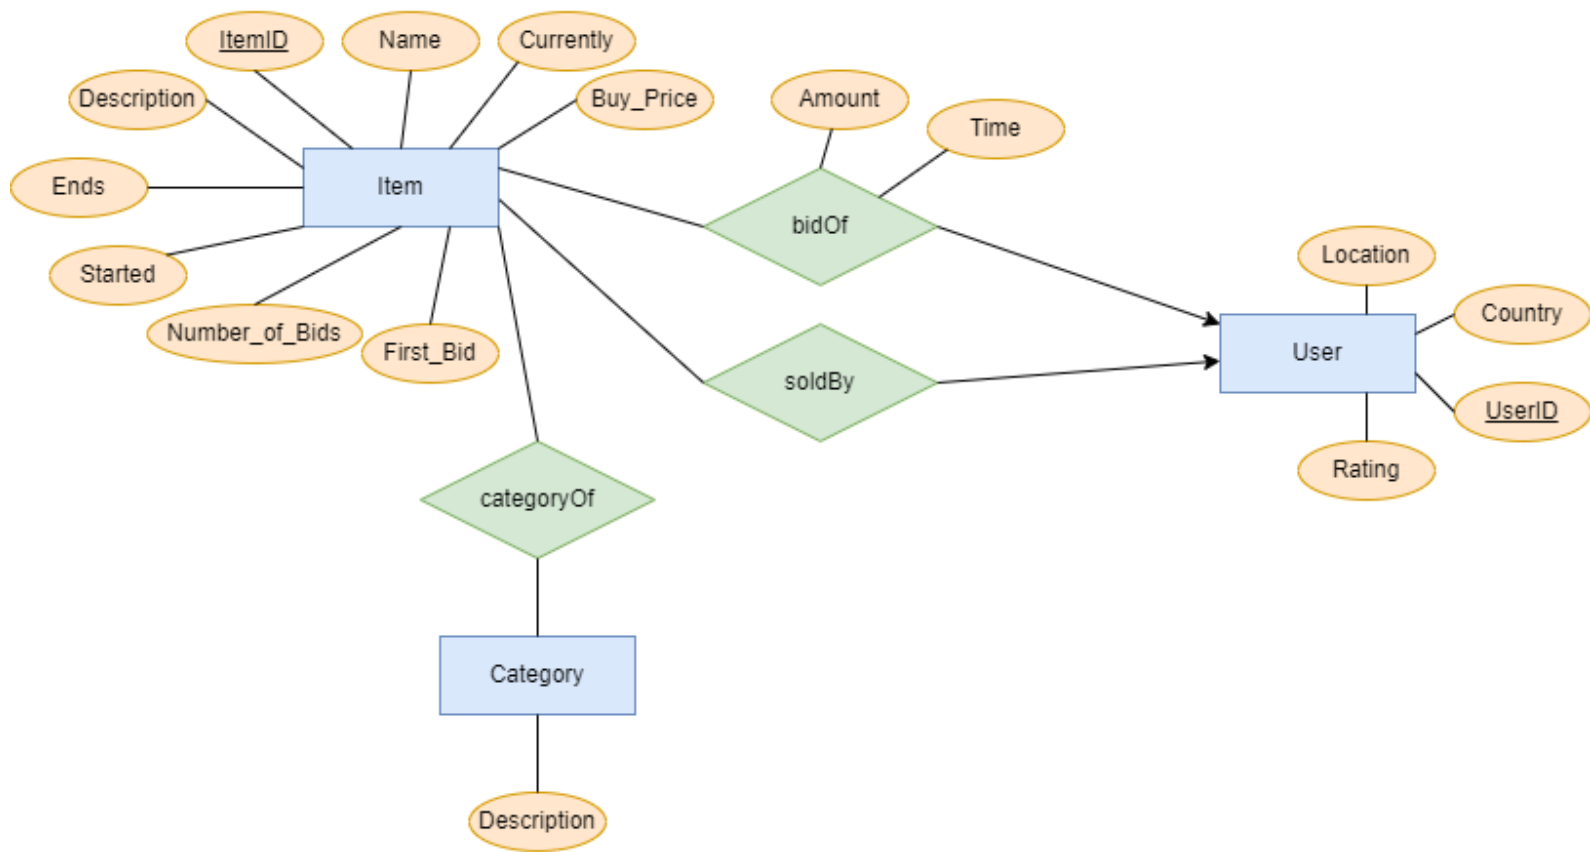 ItemID
Name
Currently
Description
Buy_Price
Amount
Time
Ends
Item
bidOf
Started
Location
Number_of_Bids
First_Bid
Country
User
soldBy
UserID
Rating
categoryOf
Category
Description